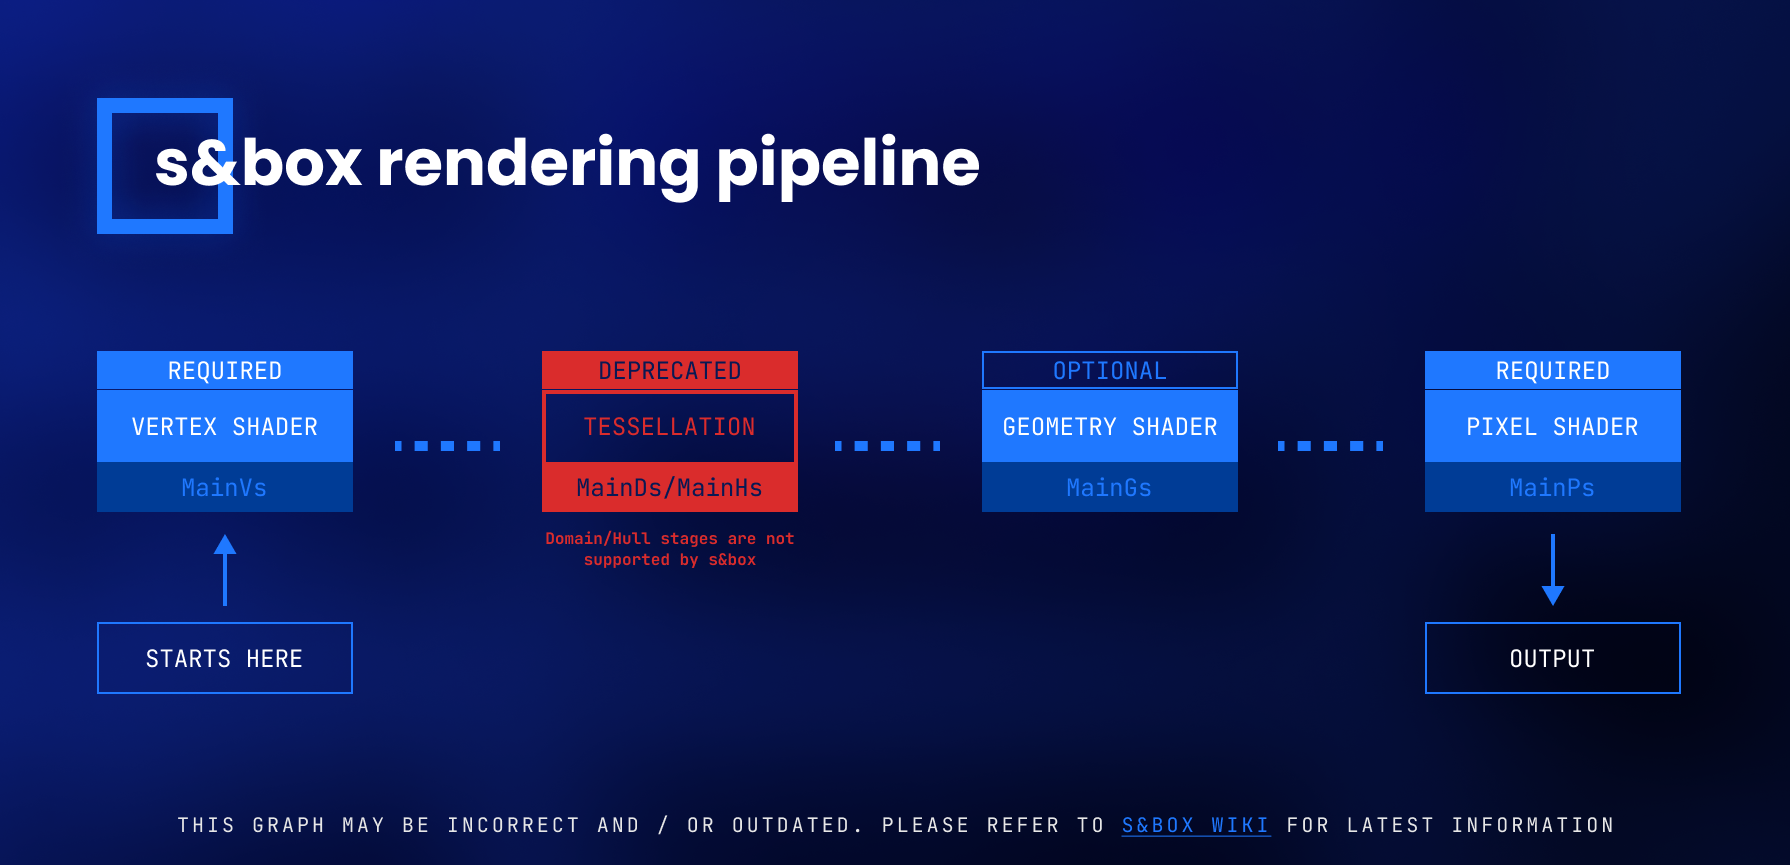 s&box rendering pipeline
REQUIRED
VERTEX SHADER
MainVs
STARTS HERE
DEPRECATED
TESSELLATION
MainDs/MainHs
Domain/Hull stages are not
supported by s&box
OPTIONAL
GEOMETRY SHADER
MainGs
REQUIRED
PIXEL SHADER
MainPs
OUTPUT
THIS GRAPH MAY BE INCORRECT AND / OR OUTDATED. PLEASE REFER TO S&BOX WIKI FOR LATEST INFORMATION